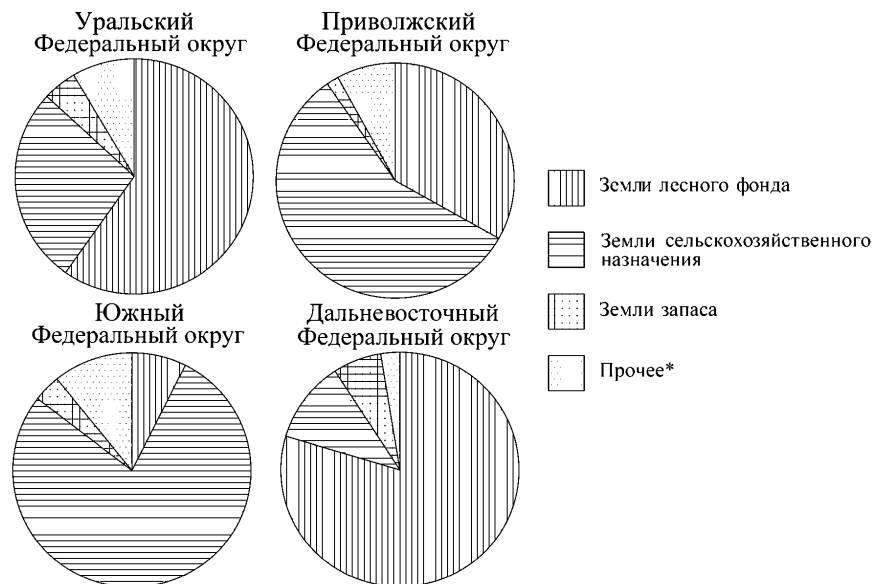 Уральский
Федеральный округ
Приволжский
Федеральный округ
Южный
Федеральный округ
Дальневосточный
Федеральный округ
Земли лесного фонда
Земли сельскохозяйственного
назначения
Земли запаса
Прочее*